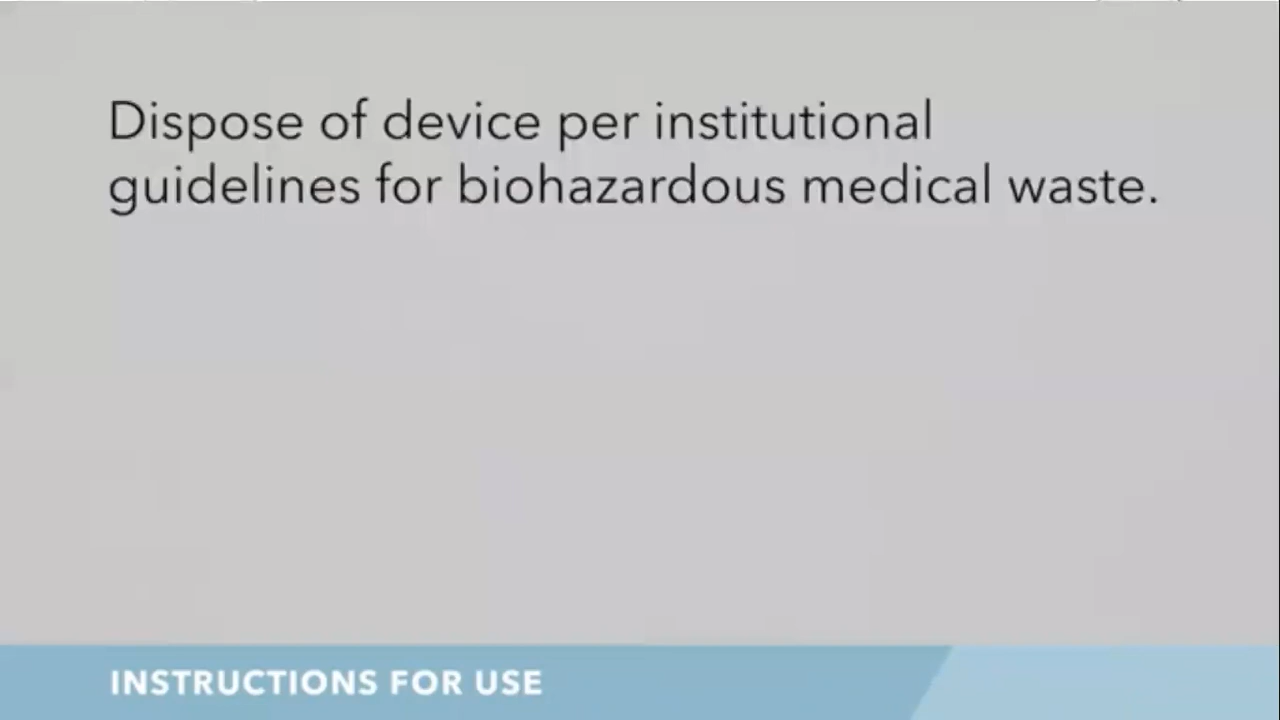 Dispose of device per institutional
guidelines for biohazardous medical waste.
INSTRUCTIONS FOR USE